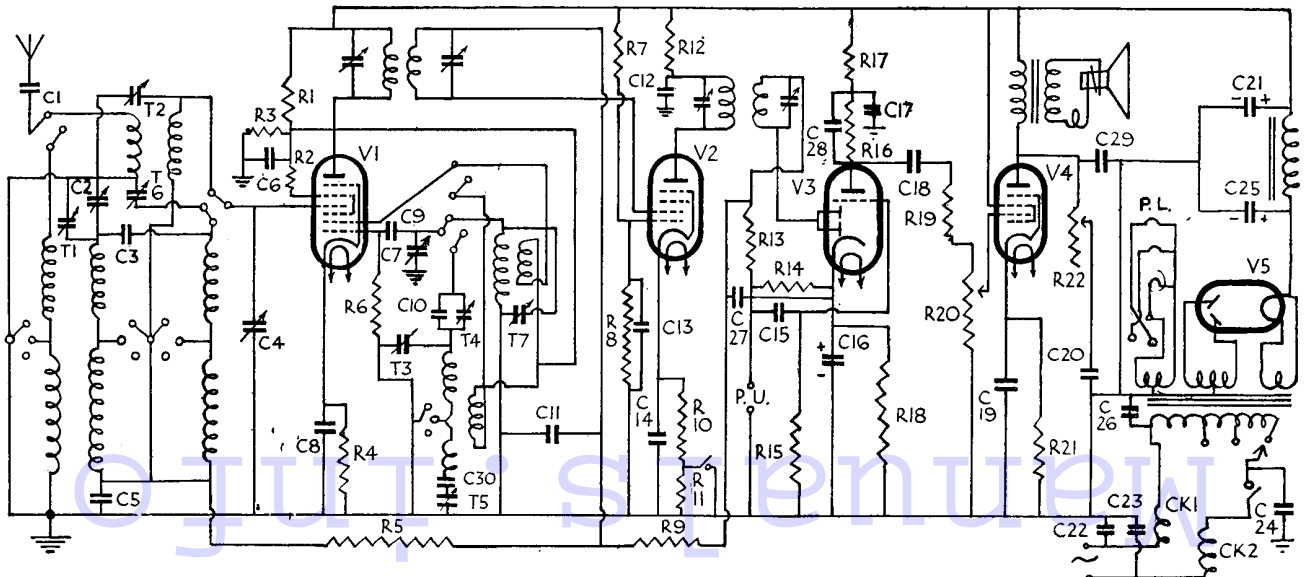 C1
T2
R3
R1
R2
C6
V1
C2
T6
T1
C3
C4
C5
C9
C7
R6
C10
T4
T3
T7
C8
R4
C11
C30
T5
R5
R7
R12
C12
V2
R8
C13
C14
R10
R11
R9
R17
C17
C28
R16
V3
C18
R19
R13
R14
C27
C15
C16
P.U.
R15
R18
R20
V4
C29
R22
C20
C19
R21
C21
C25
P.L.
V5
C26
C22
C23
CK1
CK2
C24
~
Manuals.info